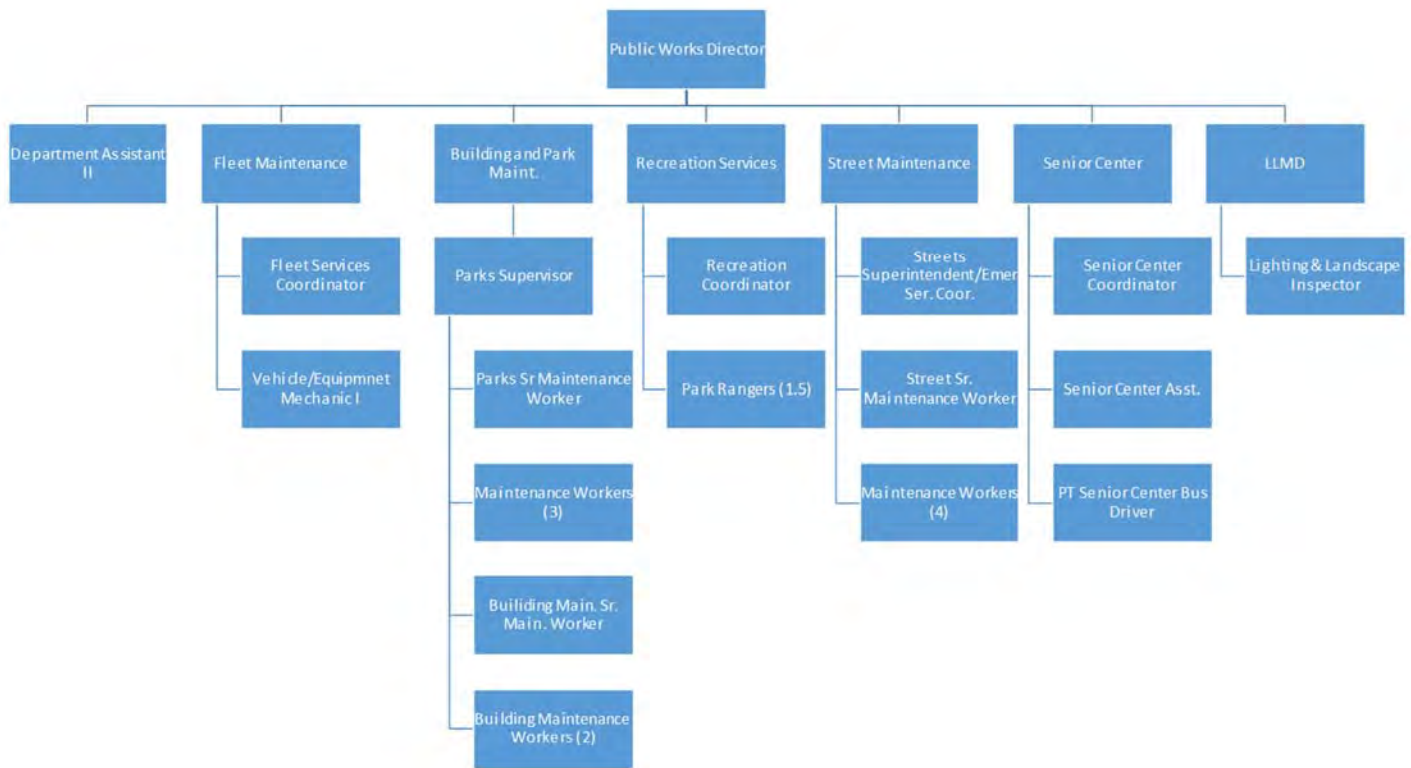 Public Works Director
Department Assistant
II
Fleet Maintenance
Building and Park
Maint.
Recreation Services
Street Maintenance
Senior Center
LLMD
Fleet Services
Coordinator
Parks Supervisor
Recreation
Coordinator
Streets
Superintendent/Emer
Ser. Coor.
Senior Center
Coordinator
Lighting & Landscape
Inspector
Vehicle/Equipmnet
Mechanic I
Parks Sr Maintenance
Worker
Park Rangers (1.5)
Street Sr.
Maintenance Worker
Senior Center Asst.
Maintenance Workers
(3)
Maintenance Workers
(4)
PT Senior Center Bus
Driver
Builiding Main. Sr.
Main. Worker
Building Maintenance
Workers (2)